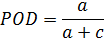 POD = a / (a + c)